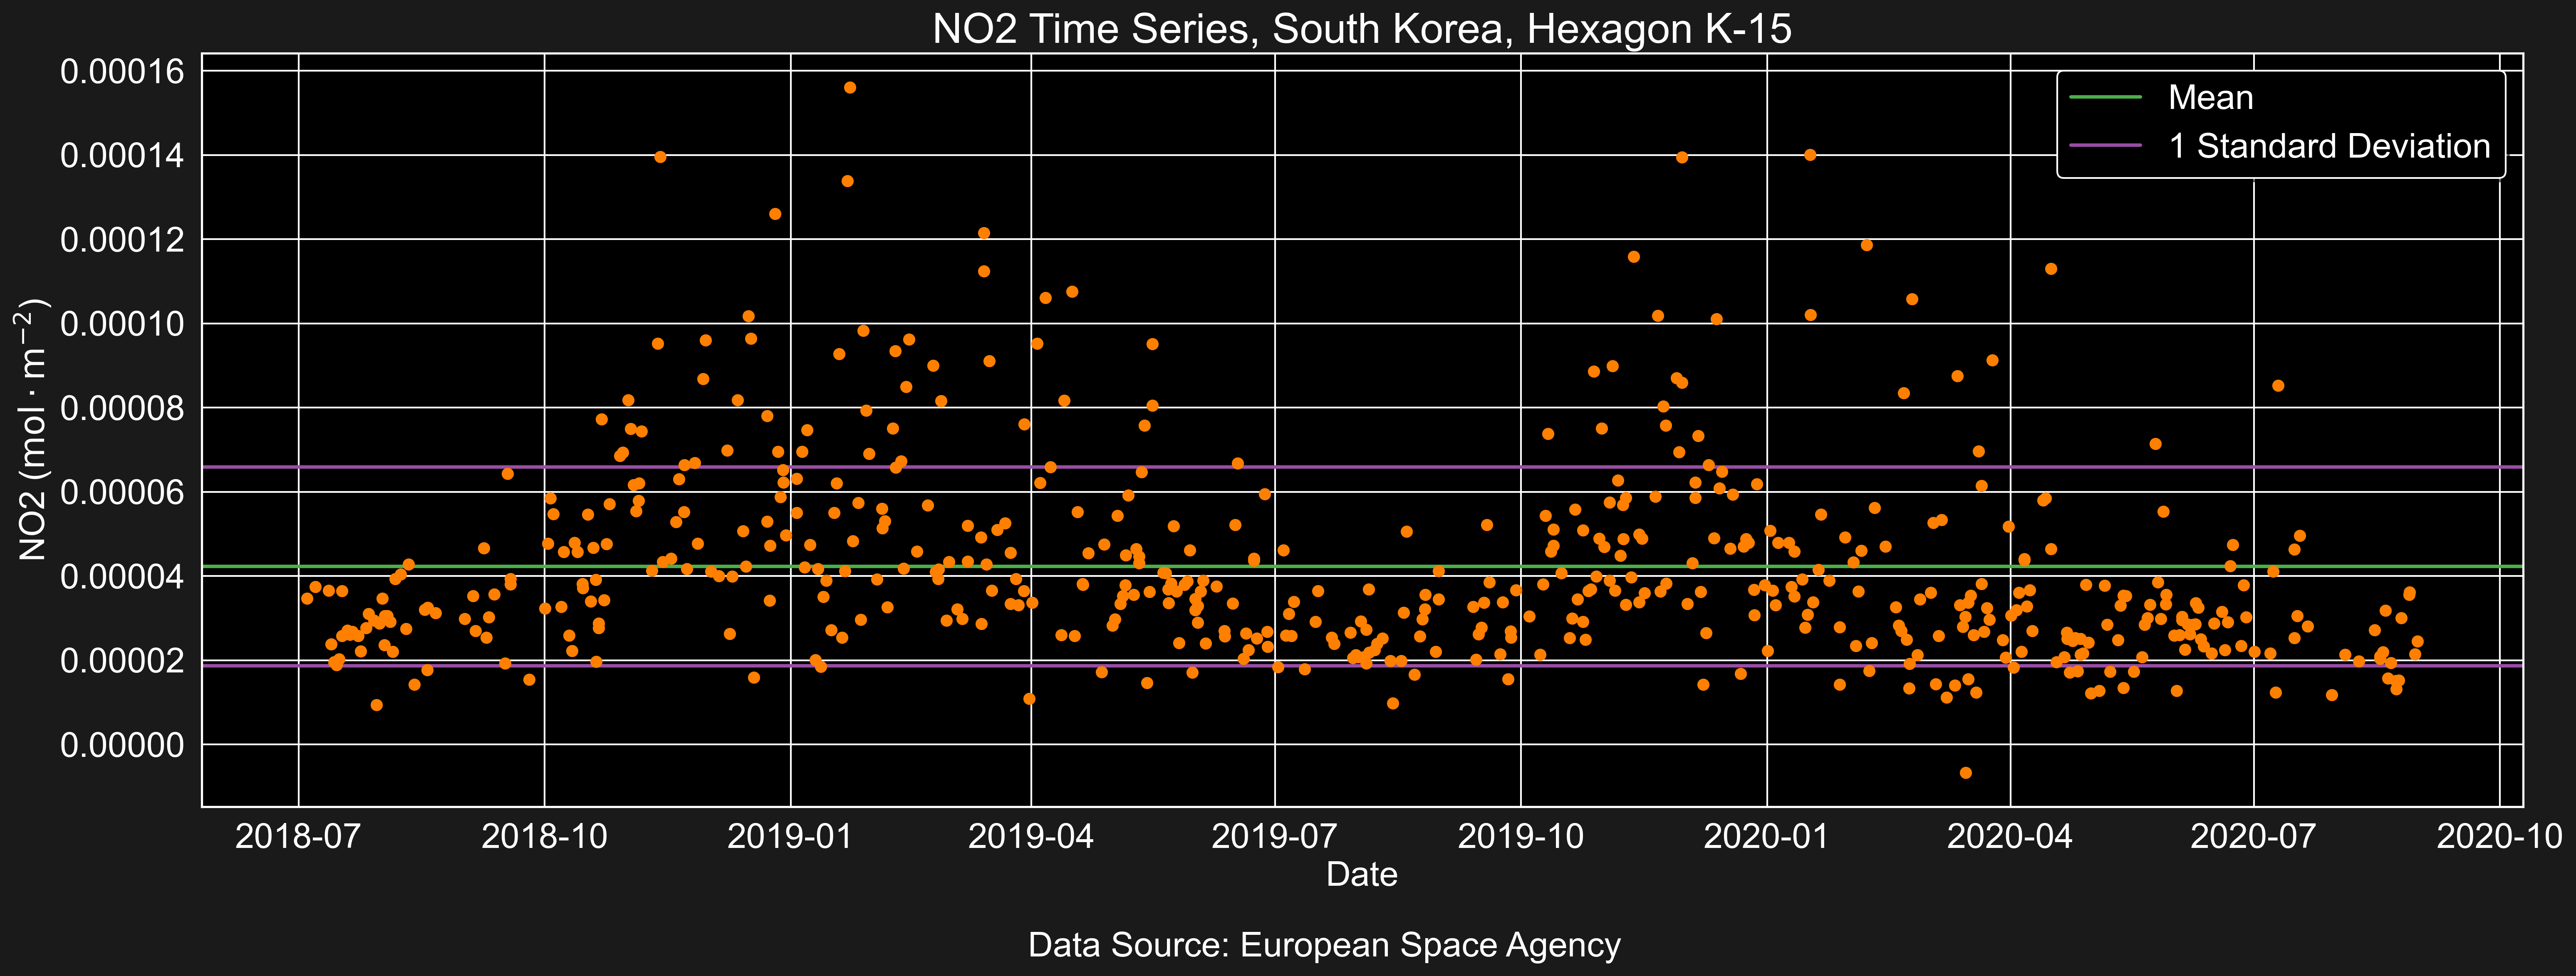 NO2 Time Series, South Korea, Hexagon K-15
0.00016
0.00014
0.00012
0.00010
0.00008
0.00006
0.00004
0.00002
0.00000
NO2 (mol · m⁻²)
Mean
1 Standard Deviation
2018-07 2018-10 2019-01 2019-04 2019-07 2019-10 2020-01 2020-04 2020-07 2020-10
Date
Data Source: European Space Agency